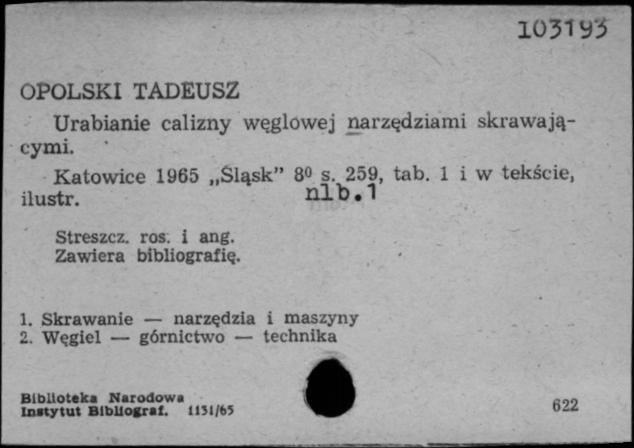 103193
OPOLSKI TADEUSZ
Urabianie calizny węglowej narzędziami skrawają-
cymi.
Katowice 1965 „Śląsk” 8⁰ s. 259, tab. 1 i w tekście,
ilustr.
nlb.1
Streszcz. ros. i ang.
Zawiera bibliografię.
1. Skrawanie — narzędzia i maszyny
2. Węgiel — górnictwo — technika
Biblioteka Narodowa
Instytut Bibliograf. 1151/65
622